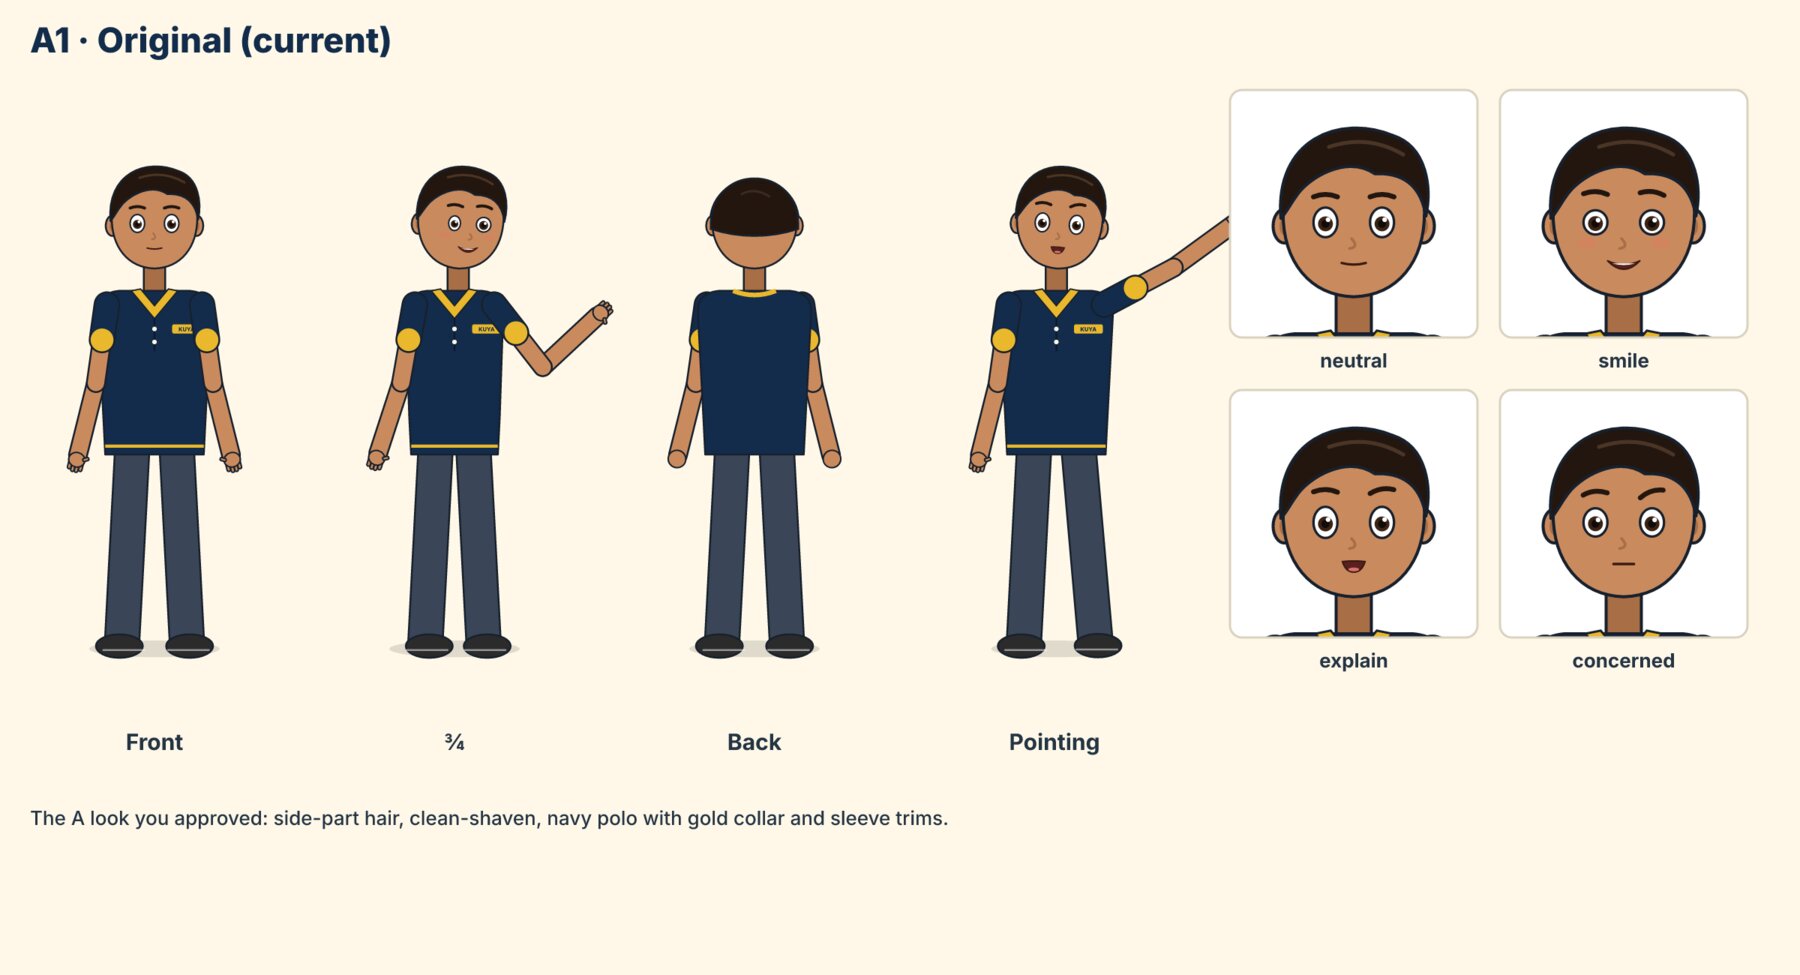 A1 · Original (current)
KUYA
KUYA
KUYA
neutral
smile
explain
concerned
Front
¾
Back
Pointing
The A look you approved: side-part hair, clean-shaven, navy polo with gold collar and sleeve trims.